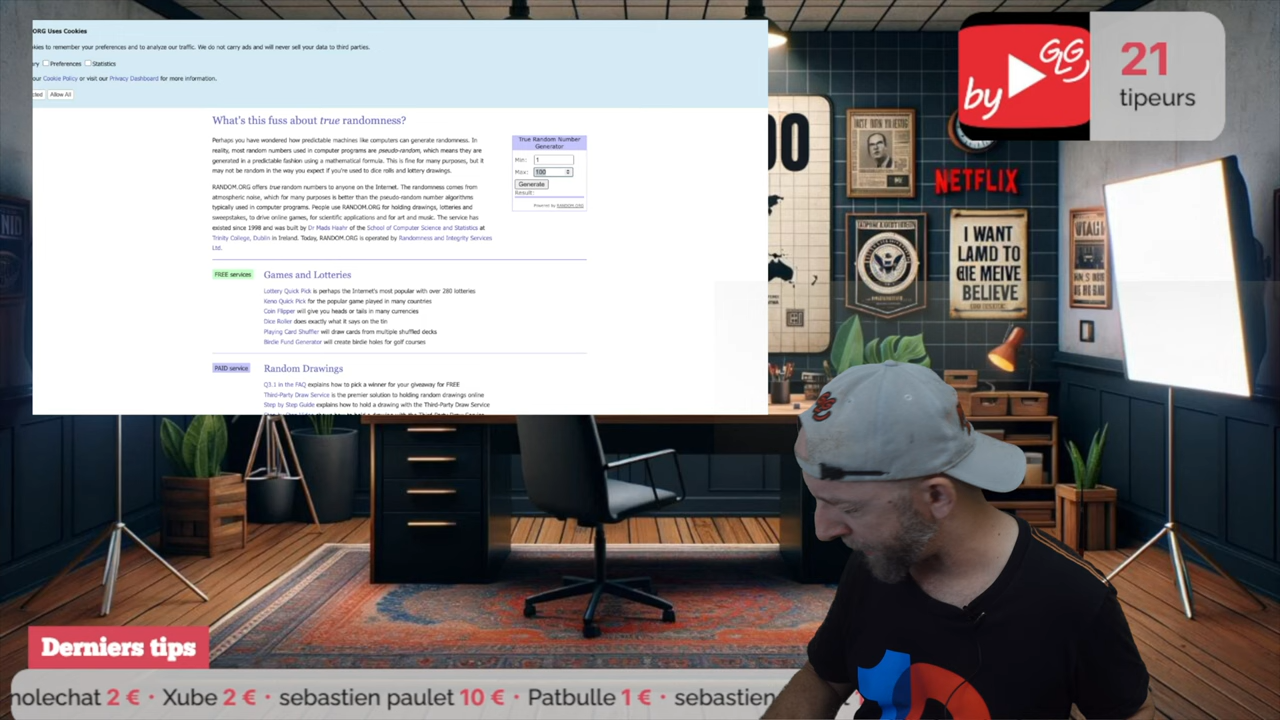 ORG Uses Cookies
kies to remember your preferences and to analyze our traffic. We do not carry ads and will never sell your data to third parties.
ry Preferences Statistics
our Cookie Policy or visit our Privacy Dashboard for more information.
cted Allow All
What's this fuss about true randomness?
Perhaps you have wondered how predictable machines like computers can generate randomness. In
reality, most random numbers used in computer programs are pseudo-random, which means they are
generated in a predictable fashion using a mathematical formula. This is fine for many purposes, but it
may not be random in the way you expect if you're used to dice rolls and lottery drawings.
RANDOM.ORG offers true random numbers to anyone on the Internet. The randomness comes from
atmospheric noise, which for many purposes is better than the pseudo-random number algorithms
typically used in computer programs. People use RANDOM.ORG for holding drawings, lotteries and
sweepstakes, to drive online games, for scientific applications and for art and music. The service has
existed since 1998 and was built by Dr Mads Haahr of the School of Computer Science and Statistics at
Trinity College, Dublin in Ireland. Today, RANDOM.ORG is operated by Randomness and Integrity Services
Ltd.
True Random Number
Generator
Min: 1
Max: 100
Generate
Result:
Powered by RANDOM.ORG
FREE services
Games and Lotteries
Lottery Quick Pick is perhaps the Internet's most popular with over 280 lotteries
Keno Quick Pick for the popular game played in many countries
Coin Flipper will give you heads or tails in many currencies
Dice Roller does exactly what it says on the tin
Playing Card Shuffler will draw cards from multiple shuffled decks
Birdie Fund Generator will create birdie holes for golf courses
PAID service
Random Drawings
Q3.1 in the FAQ explains how to pick a winner for your giveaway for FREE
Third-Party Draw Service is the premier solution to holding random drawings online
Step by Step Guide explains how to hold a drawing with the Third-Party Draw Service
by GLG
21
tipeurs
NETFLIX
I WANT
LAMD TO
GIE MEIVE
BELIEVE
Derniers tips
nolechat 2 € · Xube 2 € · sebastien paulet 10 € · Patbulle 1 € · sebastien